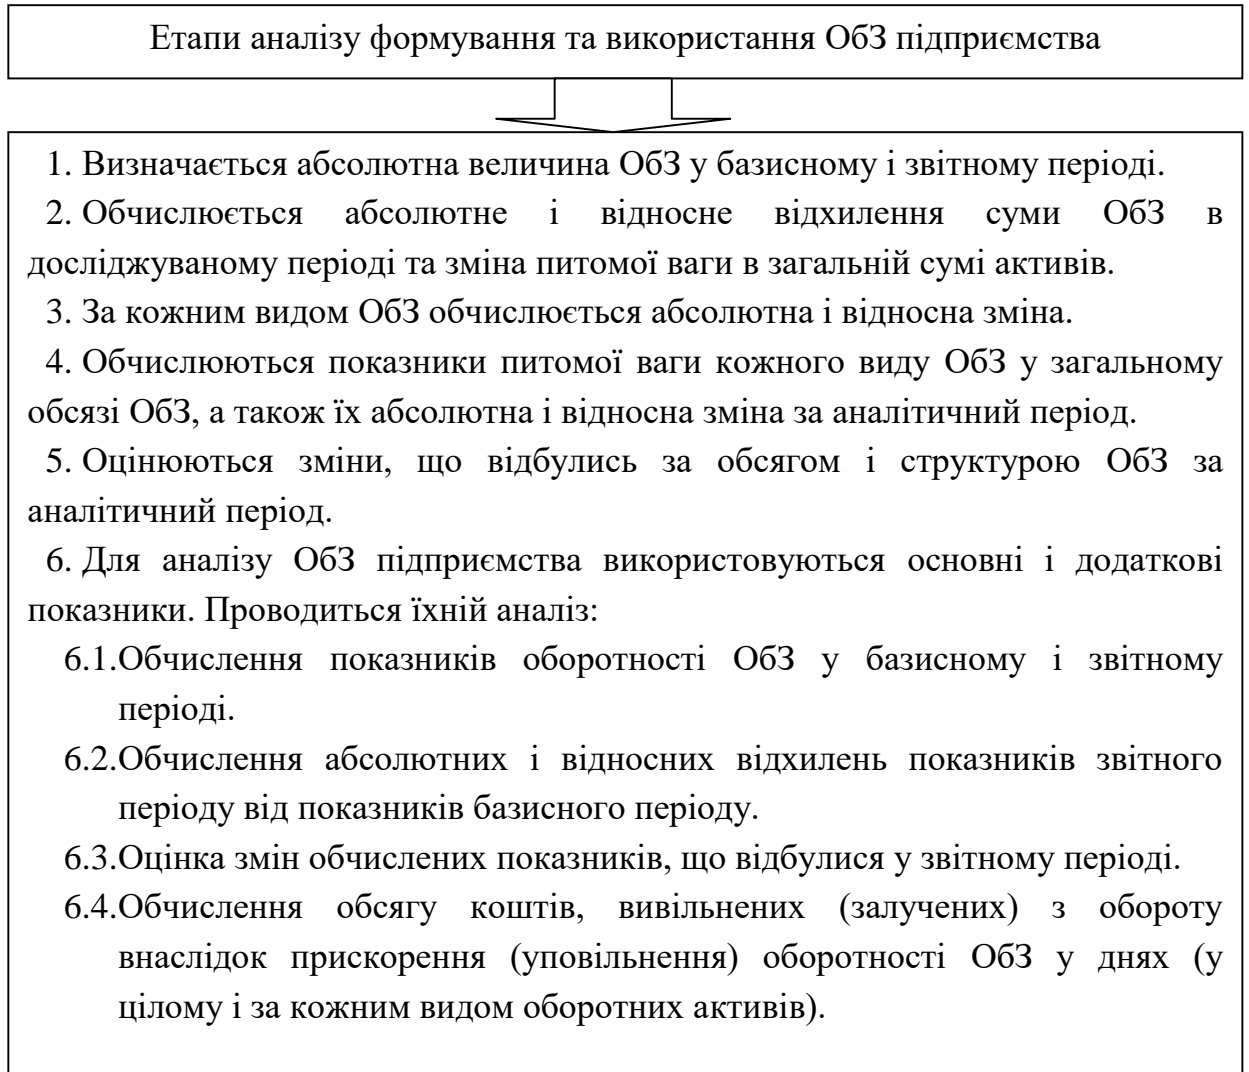 Етапи аналізу формування та використання ОбЗ підприємства
1. Визначається абсолютна величина ОбЗ у базисному і звітному періоді.
2. Обчислюється абсолютне і відносне відхилення суми ОбЗ в
досліджуваному періоді та зміна питомої ваги в загальній сумі активів.
3. За кожним видом ОбЗ обчислюється абсолютна і відносна зміна.
4. Обчислюються показники питомої ваги кожного виду ОбЗ у загальному
обсязі ОбЗ, а також їх абсолютна і відносна зміна за аналітичний період.
5. Оцінюються зміни, що відбулись за обсягом і структурою ОбЗ за
аналітичний період.
6. Для аналізу ОбЗ підприємства використовуються основні і додаткові
показники. Проводиться їхній аналіз:
6.1.Обчислення показників оборотності ОбЗ у базисному і звітному
періоді.
6.2.Обчислення абсолютних і відносних відхилень показників звітного
періоду від показників базисного періоду.
6.3.Оцінка змін обчислених показників, що відбулися у звітному періоді.
6.4.Обчислення обсягу коштів, вивільнених (залучених) з обороту
внаслідок прискорення (уповільнення) оборотності ОбЗ у днях (у
цілому і за кожним видом оборотних активів).